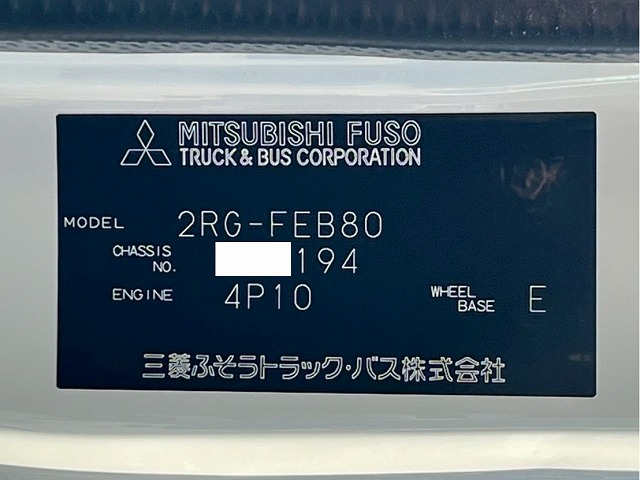 MITSUBISHI FUSO
TRUCK & BUS CORPORATION
MODEL 2RG-FEB80
CHASSIS NO. 194
ENGINE 4P10 WHEEL BASE E
三菱ふそうトラック・バス株式会社